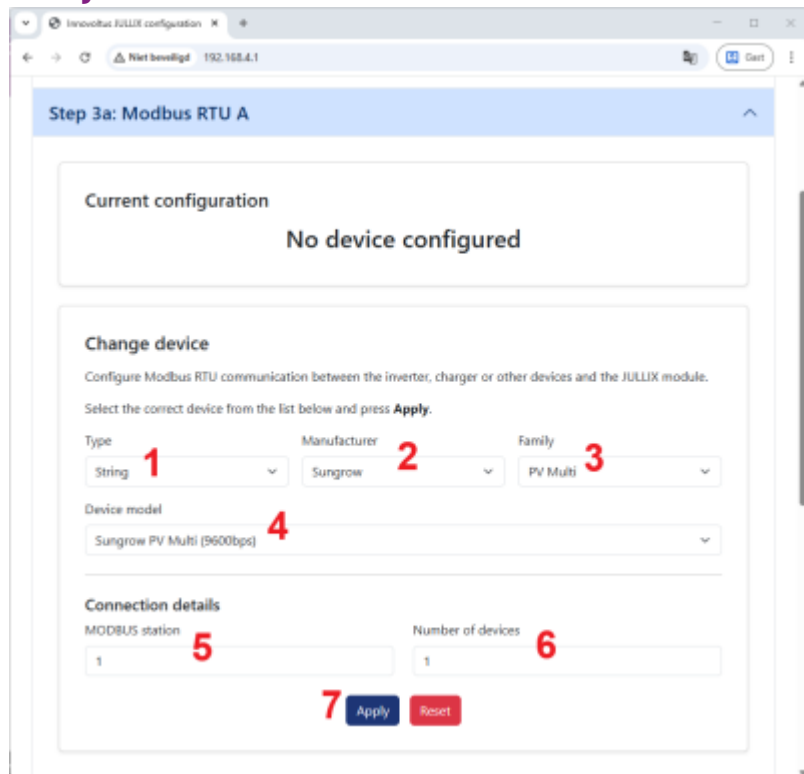 Innovoltus JULLIX configuration
Niet beveiligd 192.168.4.1 Gast
Step 3a: Modbus RTU A
Current configuration
No device configured
Change device
Configure Modbus RTU communication between the inverter, charger or other devices and the JULLIX module.
Select the correct device from the list below and press Apply.
Type Manufacturer Family
1 2 3
String Sungrow PV Multi
Device model
4
Sungrow PV Multi (9600bps)
Connection details
MODBUS station Number of devices
5 6
1 1
7 Apply Reset